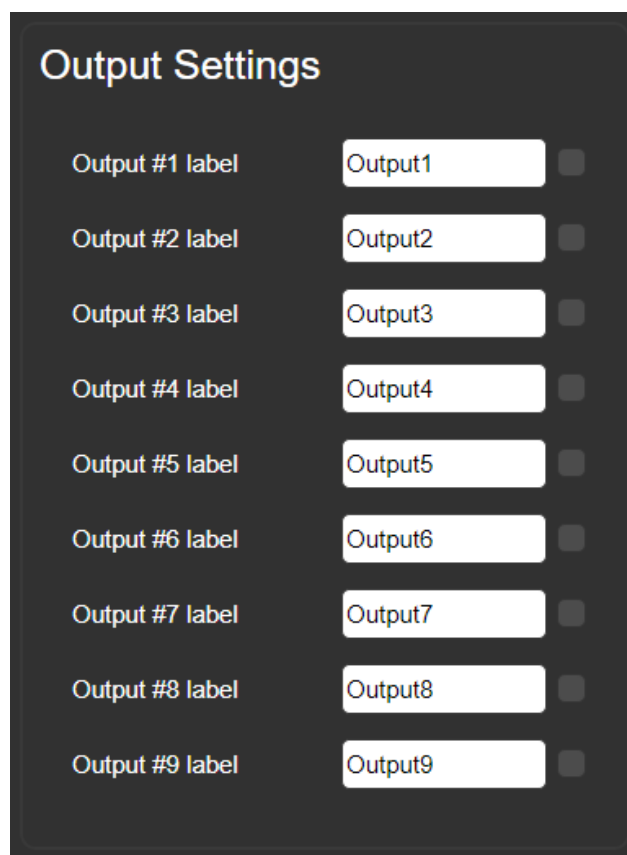 Output Settings
Output #1 label Output1
Output #2 label Output2
Output #3 label Output3
Output #4 label Output4
Output #5 label Output5
Output #6 label Output6
Output #7 label Output7
Output #8 label Output8
Output #9 label Output9